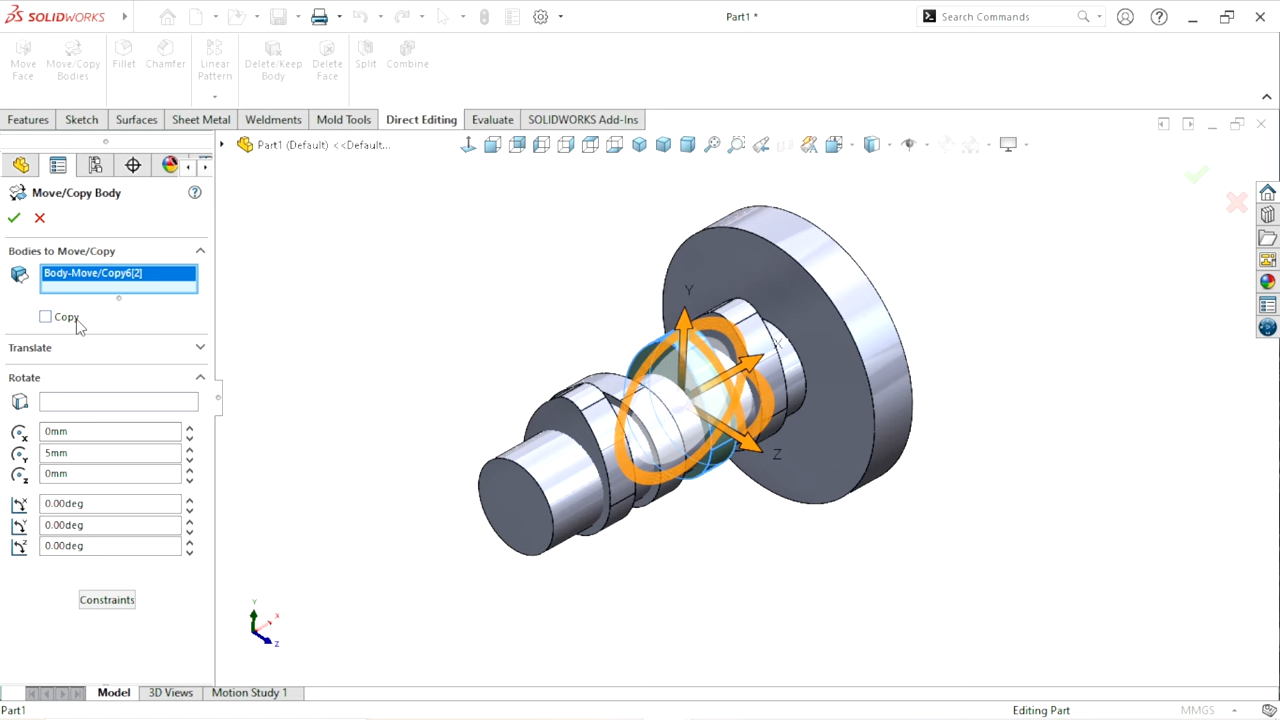 SOLIDWORKS
Part1 *
Search Commands
Move Face
Move/Copy Bodies
Fillet
Chamfer
Linear Pattern
Delete/Keep Body
Delete Face
Split
Combine
Features
Sketch
Surfaces
Sheet Metal
Weldments
Mold Tools
Direct Editing
Evaluate
SOLIDWORKS Add-Ins
Part1 (Default) <<Default...
Move/Copy Body
Bodies to Move/Copy
Body-Move/Copy6[2]
Copy
Translate
Rotate
0mm
5mm
0mm
0.00deg
0.00deg
0.00deg
Constraints
Y
X
Z
Y
X
Z
Model
3D Views
Motion Study 1
Part1
Editing Part
MMGS